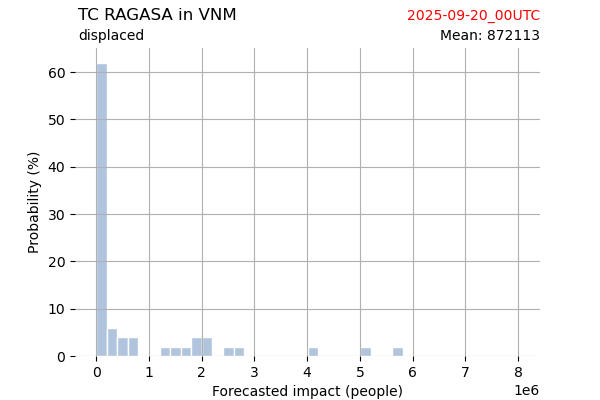 TC RAGASA in VNM
2025-09-20_00UTC
displaced
Mean: 872113
Probability (%)
60
50
40
30
20
10
0
0 1 2 3 4 5 6 7 8
1e6
Forecasted impact (people)